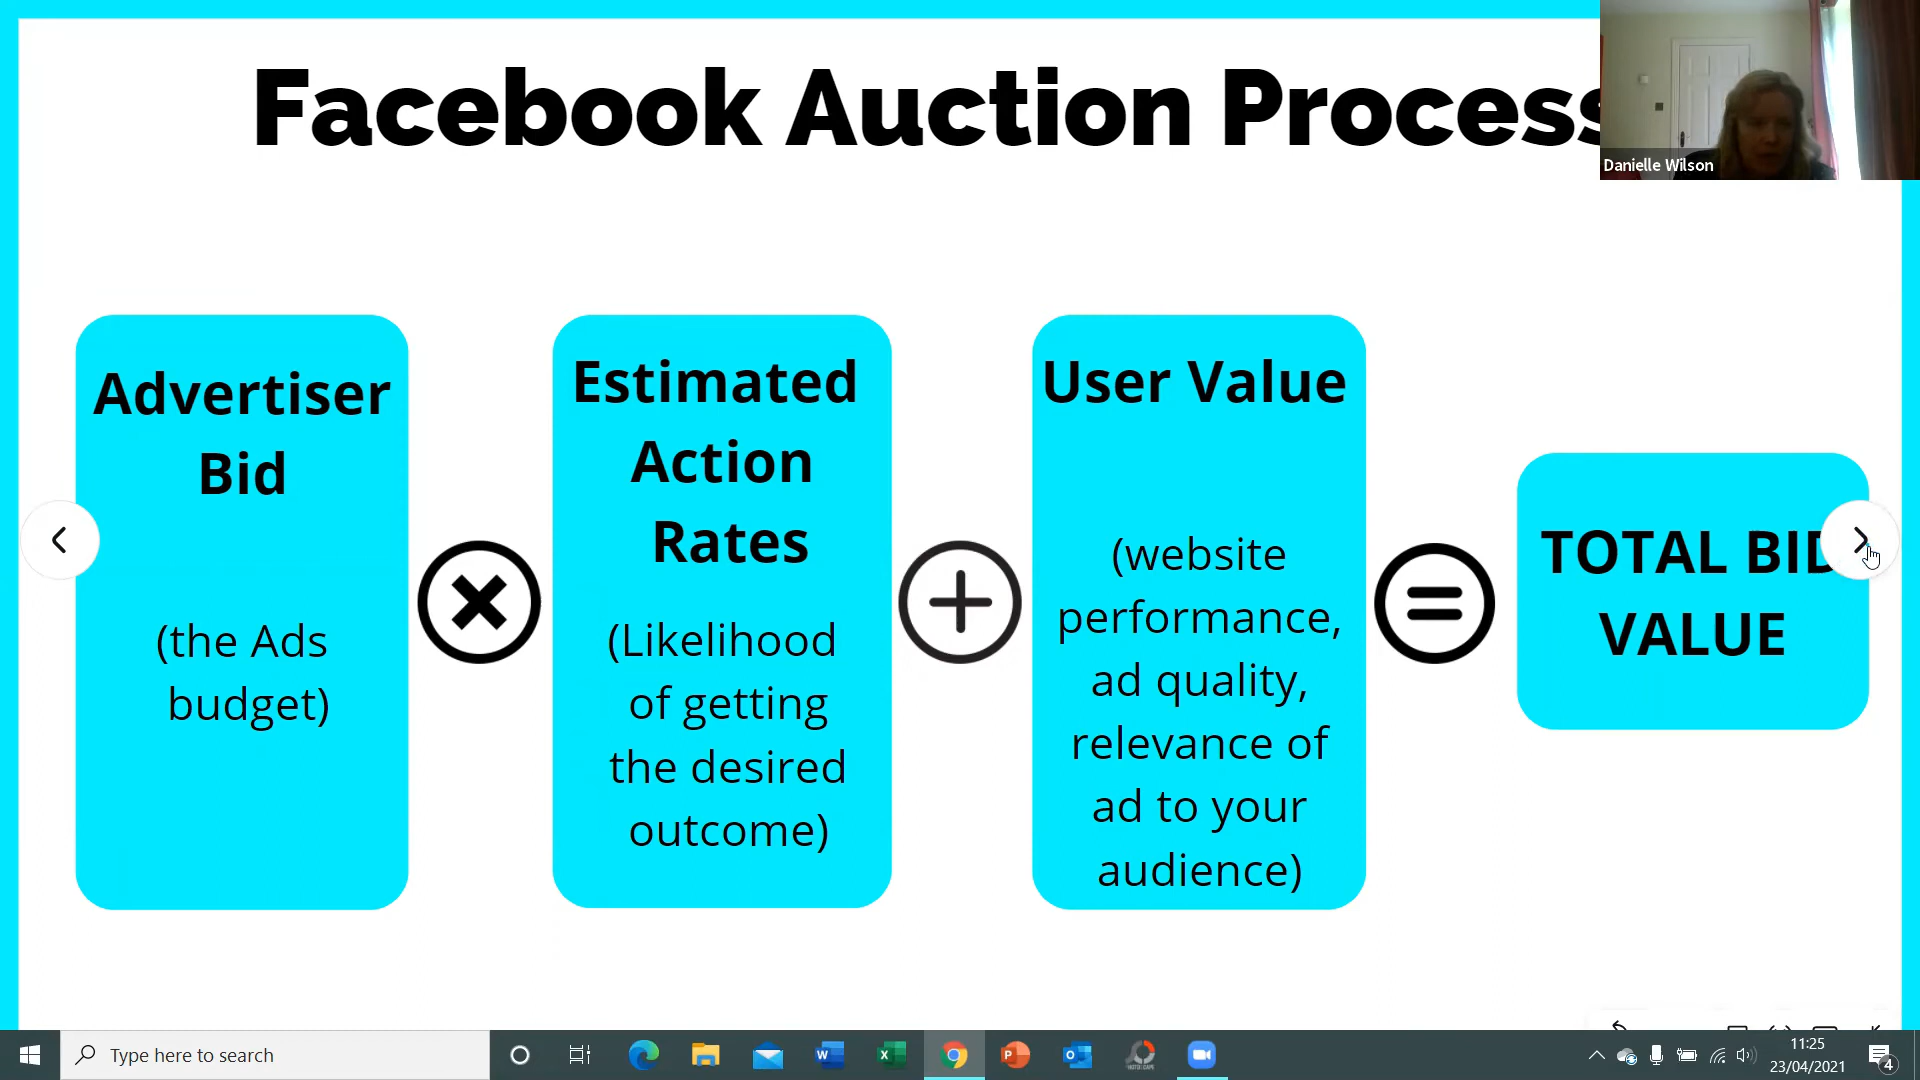 Facebook Auction Process
Danielle Wilson
Advertiser
Bid
(the Ads
budget)
Estimated
Action
Rates
(Likelihood
of getting
the desired
outcome)
User Value
(website
performance,
ad quality,
relevance of
ad to your
audience)
TOTAL BID
VALUE
Type here to search
11:25
23/04/2021
4